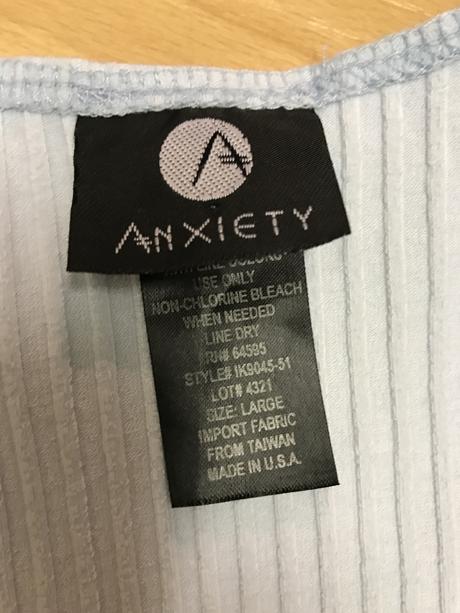 A
ANXIETY
USE ONLY
NON-CHLORINE BLEACH
WHEN NEEDED
LINE DRY
RN# 64595
STYLE# IK9045-51
LOT# 4321
SIZE: LARGE
IMPORT FABRIC
FROM TAIWAN
MADE IN U.S.A.